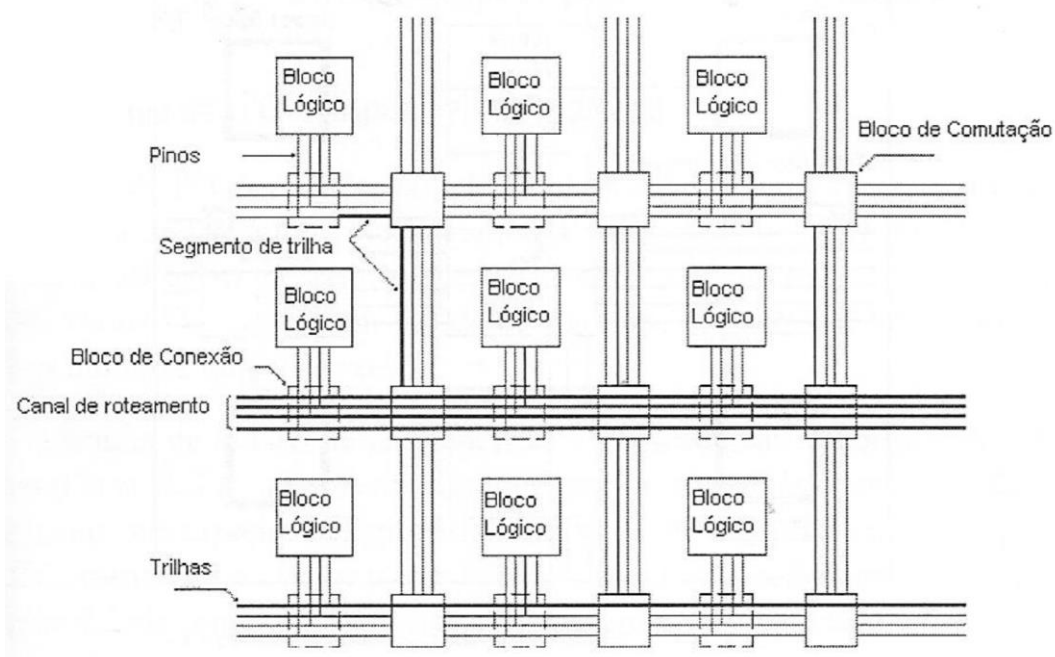 Bloco
Lógico
Bloco
Lógico
Bloco
Lógico
Bloco de Comutação
Pinos
Segmento de trilha
Bloco
Lógico
Bloco
Lógico
Bloco
Lógico
Bloco de Conexão
Canal de roteamento
Bloco
Lógico
Bloco
Lógico
Bloco
Lógico
Trilhas